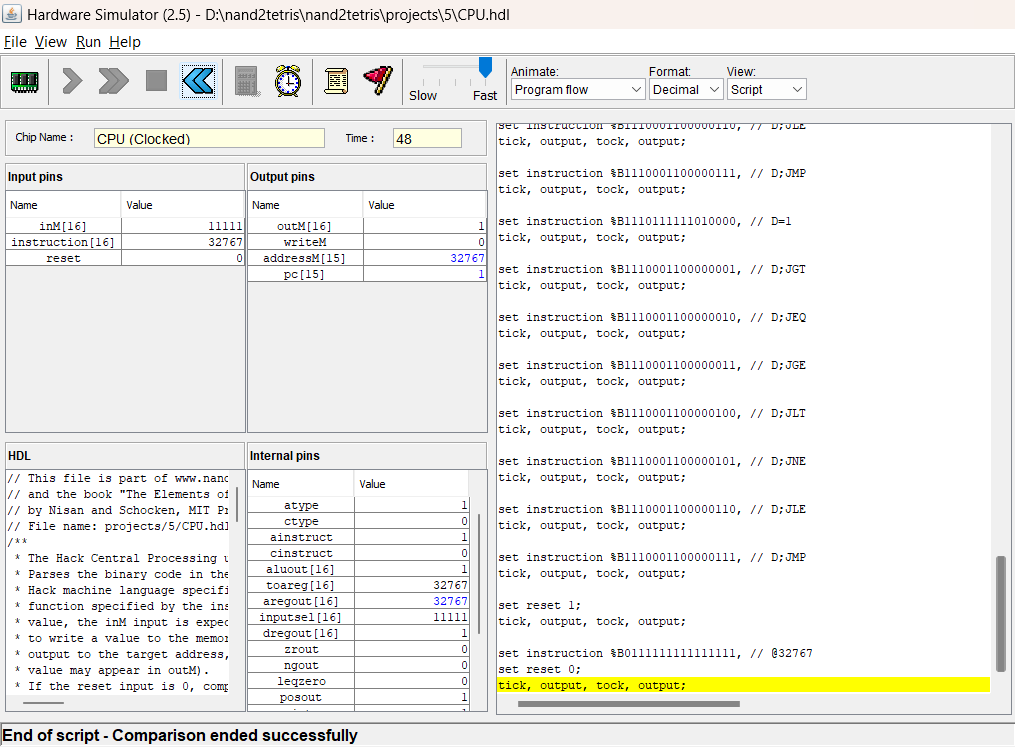 Hardware Simulator (2.5) - D:\nand2tetris\nand2tetris\projects\5\CPU.hdl
File View Run Help
Slow Fast
Animate: Format: View:
Program flow Decimal Script
Chip Name : CPU (Clocked) Time : 48
Input pins
Name Value
inM[16] 11111
instruction[16] 32767
reset 0
Output pins
Name Value
outM[16] 1
writeM 0
addressM[15] 32767
pc[15] 1
HDL
// This file is part of www.nand
// and the book "The Elements of
// by Nisan and Schocken, MIT Pr
// File name: projects/5/CPU.hdl
/**
* The Hack Central Processing u
* Parses the binary code in the
* Hack machine language specifi
* function specified by the ins
* value, the inM input is expec
* to write a value to the memor
* output to the target address,
* value may appear in outM).
* If the reset input is 0, comp
Internal pins
Name Value
atype 1
ctype 0
ainstruct 1
cinstruct 0
aluout[16] 1
toareg[16] 32767
aregout[16] 32767
inputsel[16] 11111
dregout[16] 1
zrout 0
ngout 0
legzero 0
posout 1
set instruction %B1110001100000110, // D;JLE
tick, output, tock, output;
set instruction %B1110001100000111, // D;JMP
tick, output, tock, output;
set instruction %B1110111111010000, // D=1
tick, output, tock, output;
set instruction %B1110001100000001, // D;JGT
tick, output, tock, output;
set instruction %B1110001100000010, // D;JEQ
tick, output, tock, output;
set instruction %B1110001100000011, // D;JGE
tick, output, tock, output;
set instruction %B1110001100000100, // D;JLT
tick, output, tock, output;
set instruction %B1110001100000101, // D;JNE
tick, output, tock, output;
set instruction %B1110001100000110, // D;JLE
tick, output, tock, output;
set instruction %B1110001100000111, // D;JMP
tick, output, tock, output;
set reset 1;
tick, output, tock, output;
set instruction %B0111111111111111, // @32767
set reset 0;
tick, output, tock, output;
End of script - Comparison ended successfully